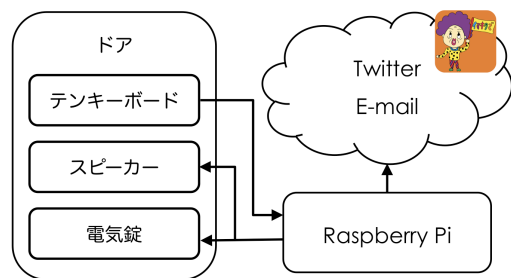 ドア
テンキーボード
スピーカー
電気錠
Twitter
E-mail
Raspberry Pi